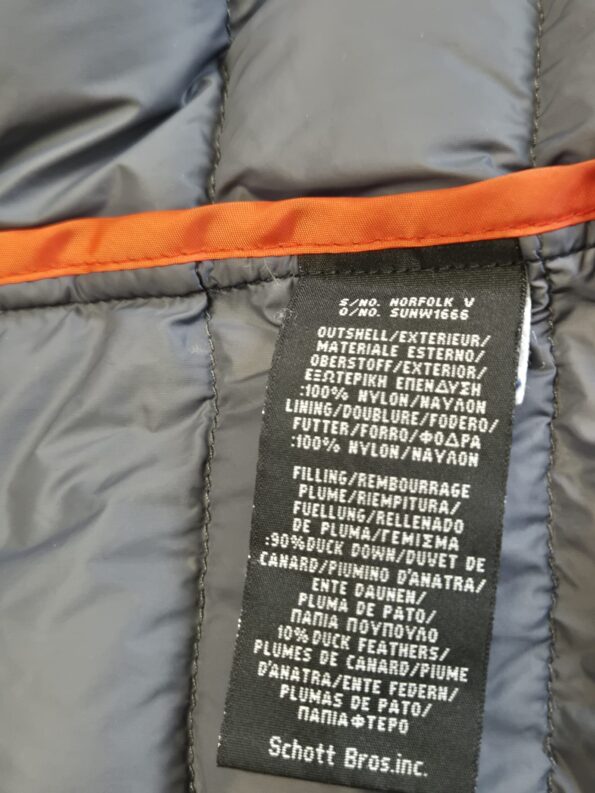 S/NO. NORFOLK V
O/NO. SUNW1666
OUTSHELL/EXTERIEUR/
MATERIALE ESTERNO/
OBERSTOFF/EXTERIOR/
ΕΞΩΤΕΡΙΚΗ ΕΠΕΝΔΥΣΗ
:100% NYLON/ΝΑΥΛΟΝ
LINING/DOUBLURE/FODERO/
FUTTER/FORRO/ΦΟΔΡΑ
:100% NYLON/ΝΑΥΛΟΝ
FILLING/REMBOURRAGE
PLUME/RIEMPITURA/
FUELLUNG/RELLENADO
DE PLUMA/ΓΕΜΙΣΜΑ
:90%DUCK DOWN/DUVET DE
CANARD/PIUMINO D'ANATRA/
ENTE DAUNEN/
PLUMA DE PATO/
ΠΑΠΙΑ ΠΟΥΠΟΥΛΟ
10%DUCK FEATHERS/
PLUMES DE CANARD/PIUME
D'ANATRA/ENTE FEDERN/
PLUMAS DE PATO/
ΠΑΠΙΑΦΤΕΡΟ
Schott Bros.inc.